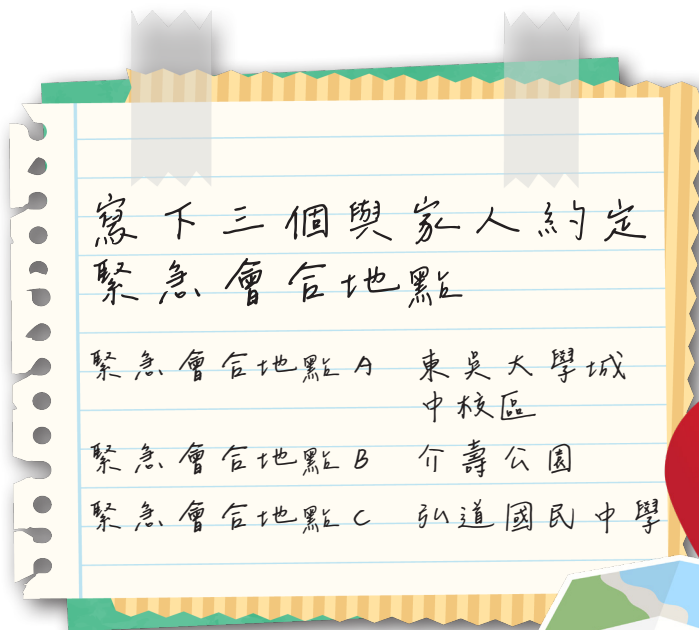 寫下三個與家人約定
緊急會合地點
緊急會合地點A 東吳大學城
中校區
緊急會合地點B 介壽公園
緊急會合地點C 弘道國民中學